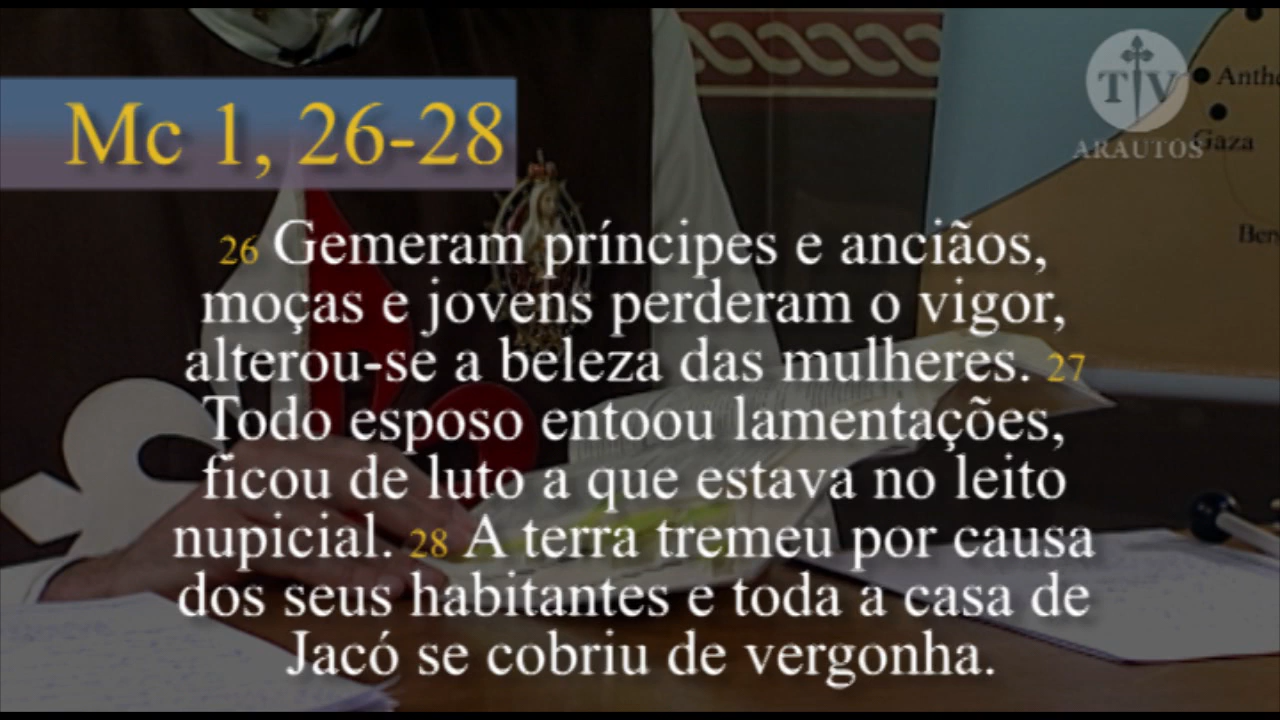 Mc 1, 26-28
TV
ARAUTOS
Gaza
26 Gemeram príncipes e anciãos,
moças e jovens perderam o vigor,
alterou-se a beleza das mulheres. 27
Todo esposo entoou lamentações,
ficou de luto a que estava no leito
nupicial. 28 A terra tremeu por causa
dos seus habitantes e toda a casa de
Jacó se cobriu de vergonha.